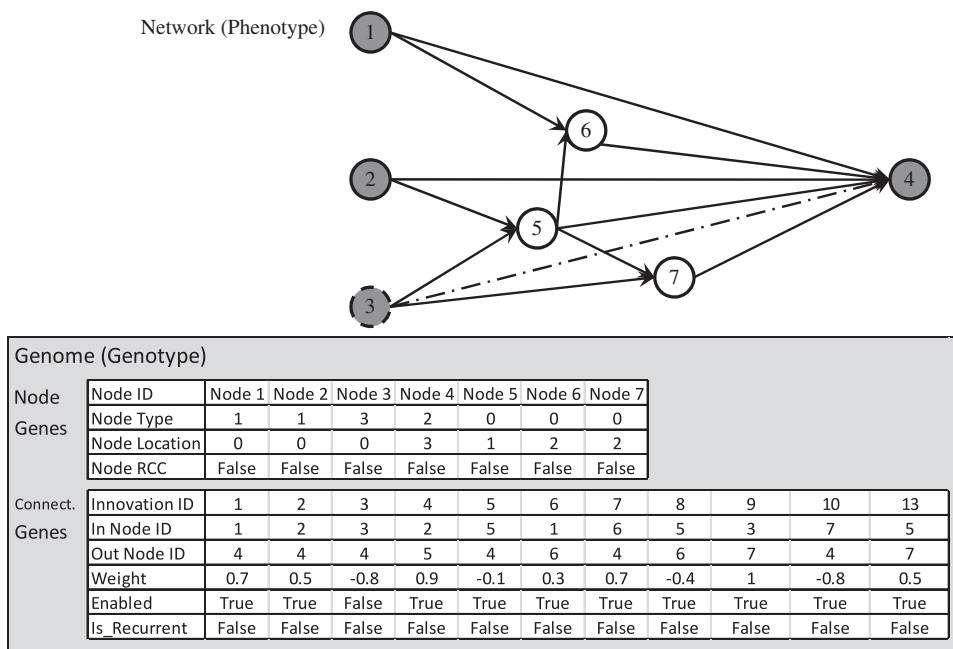 Network (Phenotype)
1
6
2
4
5
7
3
Genome (Genotype)
Node Genes
Node ID Node 1 Node 2 Node 3 Node 4 Node 5 Node 6 Node 7
Node Type 1 1 3 2 0 0 0
Node Location 0 0 0 3 1 2 2
Node RCC False False False False False False False
Connect. Genes
Innovation ID 1 2 3 4 5 6 7 8 9 10 13
In Node ID 1 2 3 2 5 1 6 5 3 7 5
Out Node ID 4 4 4 5 4 6 4 6 7 4 7
Weight 0.7 0.5 -0.8 0.9 -0.1 0.3 0.7 -0.4 1 -0.8 0.5
Enabled True True False True True True True True True True True
Is_Recurrent False False False False False False False False False False False